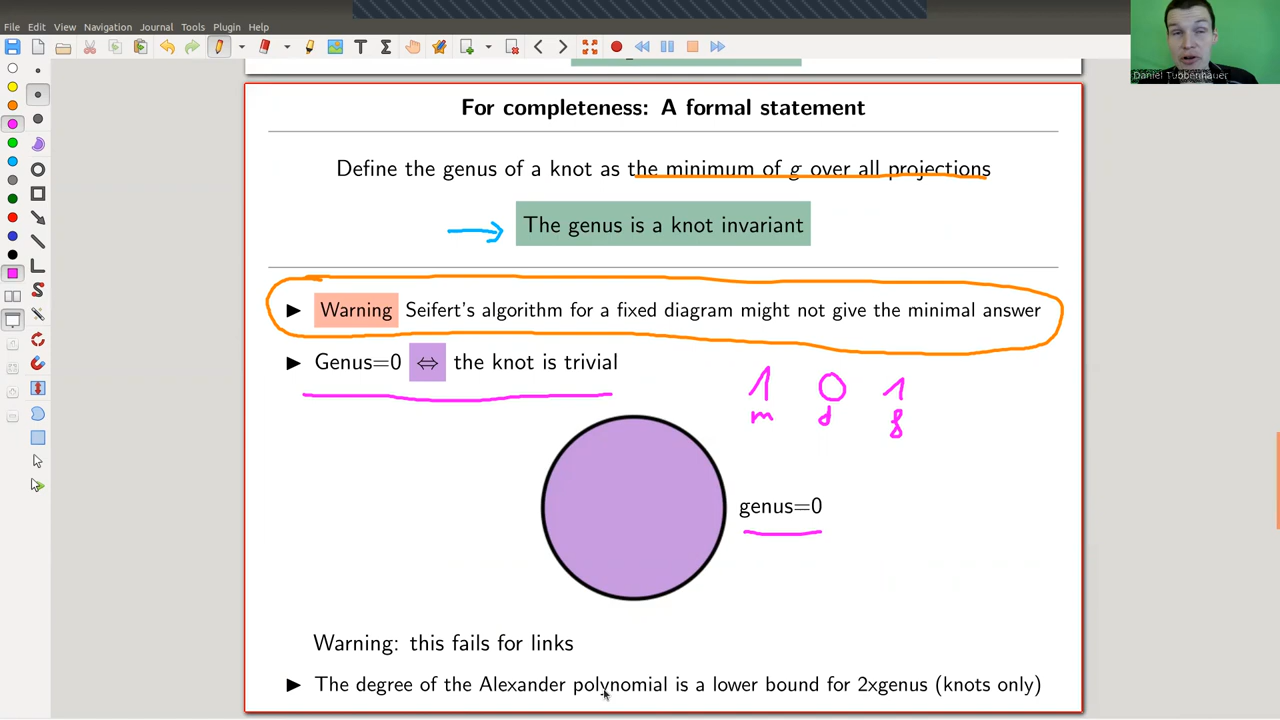 File Edit View Navigation Journal Tools Plugin Help
Daniel Tubbenhauer
For completeness: A formal statement
Define the genus of a knot as the minimum of g over all projections
The genus is a knot invariant
► Warning Seifert's algorithm for a fixed diagram might not give the minimal answer
► Genus=0 ⇔ the knot is trivial
1 0 1
m d f
genus=0
Warning: this fails for links
► The degree of the Alexander polynomial is a lower bound for 2xgenus (knots only)